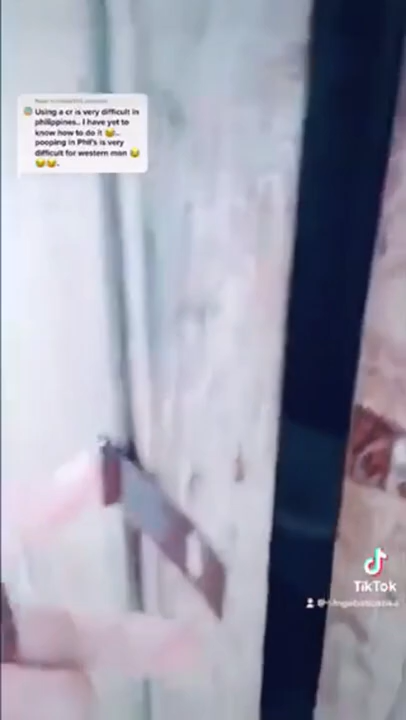 Using a cr is very difficult in
philippines.. I have yet to
know how to do it 😂..
pooping in Phil's is very
difficult for western man 😂
😂😂.
TikTok